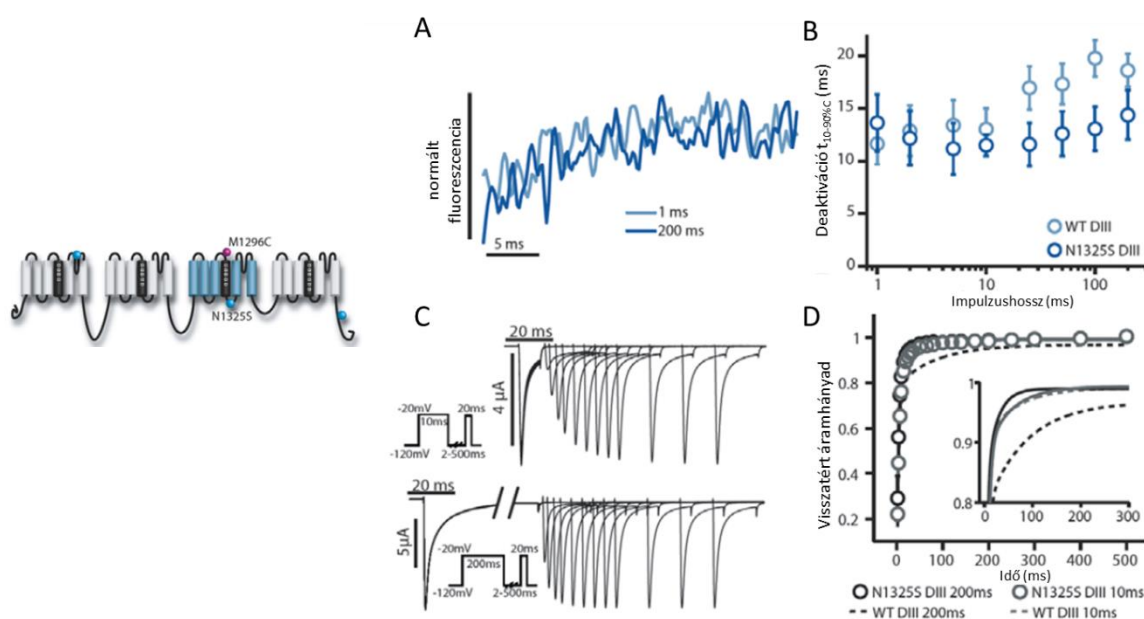 M1296C
N1325S
A
normált
fluoreszcencia
1 ms
200 ms
5 ms
B
Deaktiváció t10-90%C (ms)
20
15
10
5
0
1
10
100
Impulzushossz (ms)
WT DIII
N1325S DIII
C
20 ms
4 µA
-20mV
10ms
20ms
-120mV
2-500ms
20 ms
5µA
-20mV
200ms
20ms
-120mV
2-500ms
D
Visszatért áramhányad
1
0.8
0.6
0.4
0.2
1
0.9
0.8
0
100
200
300
0
100
200
300
400
500
Idő (ms)
N1325S DIII 200ms
N1325S DIII 10ms
WT DIII 200ms
WT DIII 10ms